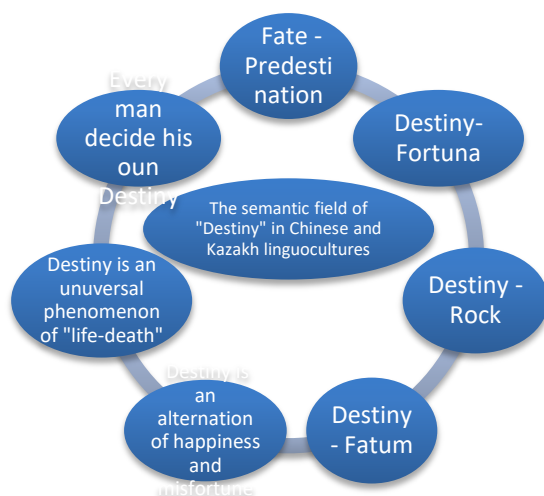 Fate -
Predesti
nation
Destiny-
Fortuna
Destiny -
Rock
Destiny
- Fatum
Destiny is
an
alternation
of happiness
and
misfortune
Destiny is an
unuversal
phenomenon
of "life-death"
Every
man
decide his
oun
Destiny
The semantic field of
"Destiny" in Chinese and
Kazakh linguocultures